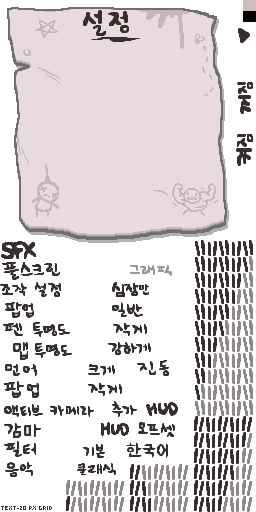 설정
SFX
풀스크린 그래픽
조작 설정 십잠만
팝업 일반
펜 투명도 작게
맵 투명도 강하게
언어 크게 진동
팝업 작게
액티브 카메라 추가 HUD
감마 HUD 오프셋
필터 기본 한국어
음악 클래식
TEXT-20 PX GRID